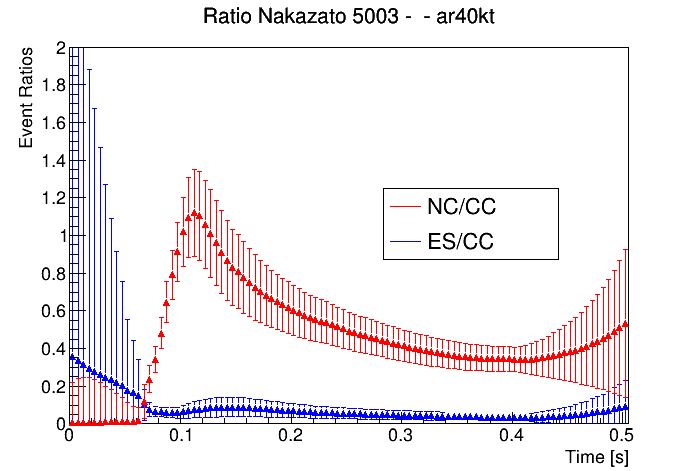 Ratio Nakazato 5003 -  - ar40kt
Event Ratios
2
1.8
1.6
1.4
1.2
1
0.8
0.6
0.4
0.2
0
NC/CC
ES/CC
0 0.1 0.2 0.3 0.4 0.5
Time [s]